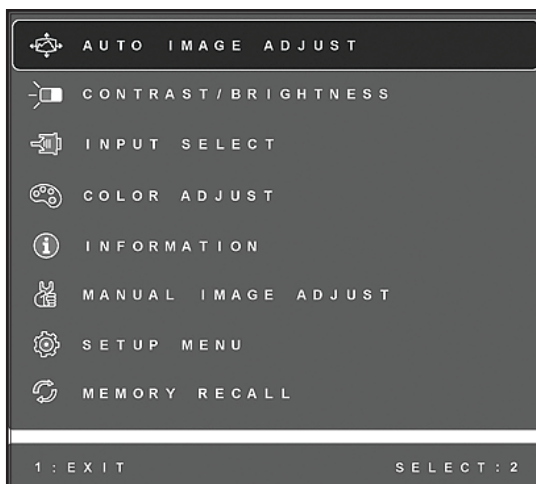 AUTO IMAGE ADJUST
CONTRAST/BRIGHTNESS
INPUT SELECT
COLOR ADJUST
INFORMATION
MANUAL IMAGE ADJUST
SETUP MENU
MEMORY RECALL
1:EXIT SELECT:2